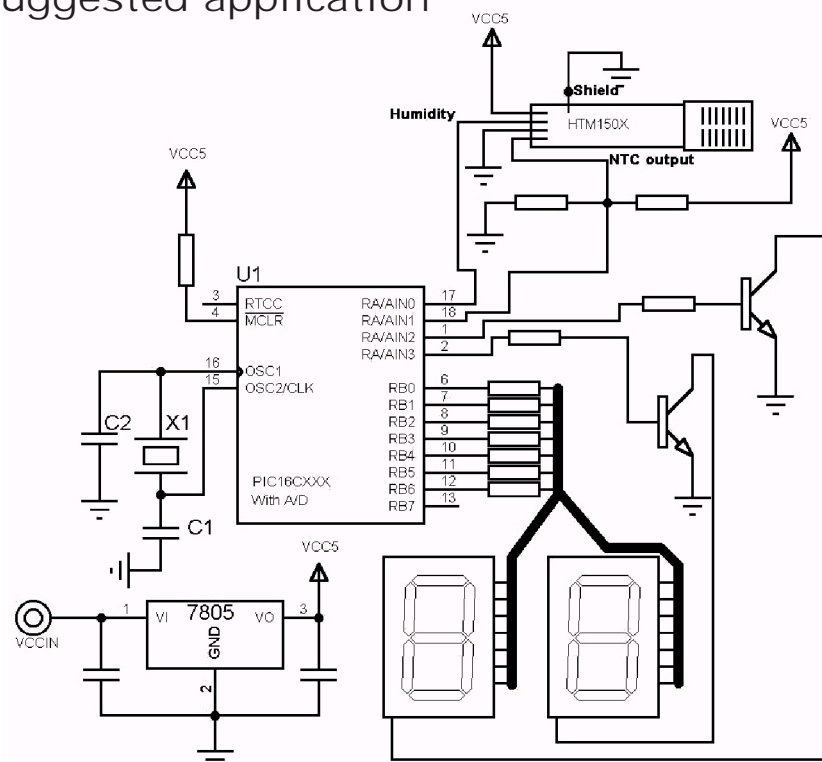 uggested application
VCC5
Shield
Humidity
HTM150X
VCC5
NTC output
VCC5
U1
3 RTCC RA/AIN0 17
4 MCLR RA/AIN1 18
RA/AIN2 1
RA/AIN3 2
16 OSC1
15 OSC2/CLK
RB0 6
RB1 7
RB2 8
RB3 9
RB4 10
RB5 11
RB6 12
RB7 13
C2 X1
PIC16CXXX
With A/D
C1
VCC5
VCCIN
1 VI 7805 VO 3
GND
2